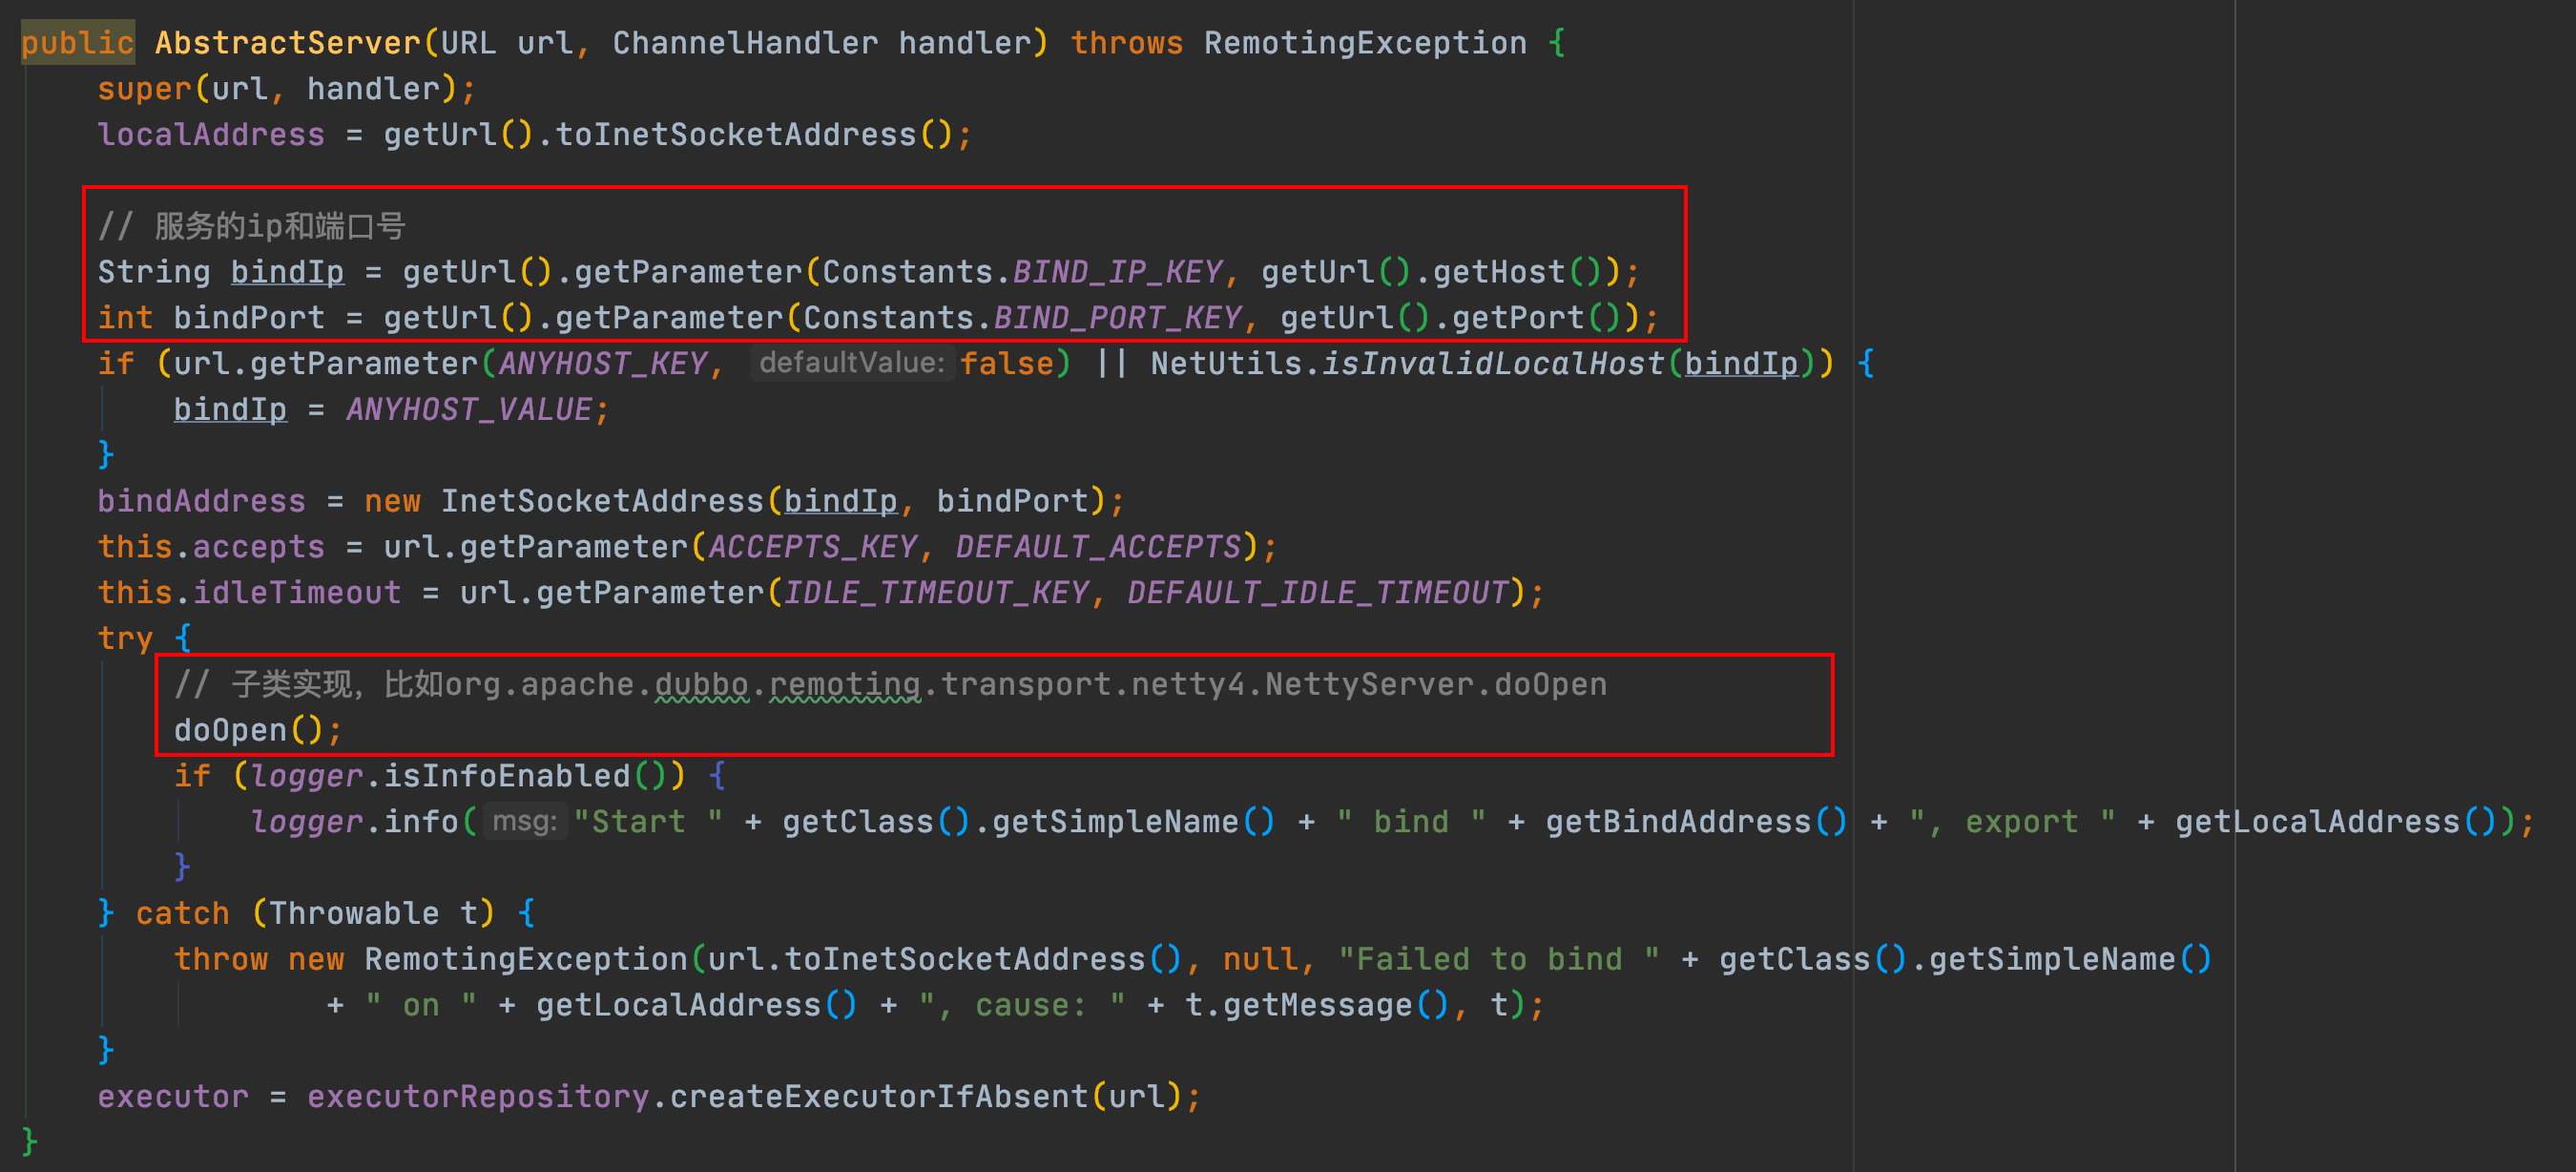 public AbstractServer(URL url, ChannelHandler handler) throws RemotingException {
super(url, handler);
localAddress = getUrl().toInetSocketAddress();
// 服务的ip和端口号
String bindIp = getUrl().getParameter(Constants.BIND_IP_KEY, getUrl().getHost());
int bindPort = getUrl().getParameter(Constants.BIND_PORT_KEY, getUrl().getPort());
if (url.getParameter(ANYHOST_KEY, defaultValue: false) || NetUtils.isInvalidLocalHost(bindIp)) {
bindIp = ANYHOST_VALUE;
}
bindAddress = new InetSocketAddress(bindIp, bindPort);
this.accepts = url.getParameter(ACCEPTS_KEY, DEFAULT_ACCEPTS);
this.idleTimeout = url.getParameter(IDLE_TIMEOUT_KEY, DEFAULT_IDLE_TIMEOUT);
try {
// 子类实现，比如org.apache.dubbo.remoting.transport.netty4.NettyServer.doOpen
doOpen();
if (logger.isInfoEnabled()) {
logger.info( msg: "Start " + getClass().getSimpleName() + " bind " + getBindAddress() + ", export " + getLocalAddress());
}
} catch (Throwable t) {
throw new RemotingException(url.toInetSocketAddress(), null, "Failed to bind " + getClass().getSimpleName()
+ " on " + getLocalAddress() + ", cause: " + t.getMessage(), t);
}
executor = executorRepository.createExecutorIfAbsent(url);
}